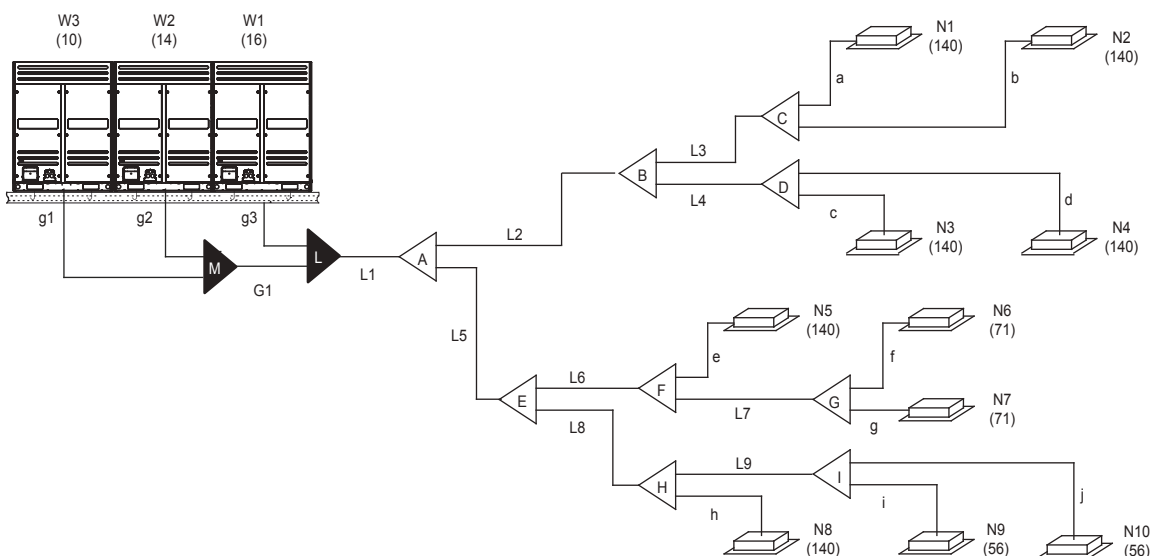 W3
(10)
W2
(14)
W1
(16)
N1
(140)
N2
(140)
a
b
C
L3
B
L4
D
d
c
N3
(140)
N4
(140)
g1
g2
g3
L2
M
L
A
G1
L1
L5
N5
(140)
N6
(71)
e
f
L6
F
E
L7
G
N7
(71)
g
L8
L9
I
H
h
i
j
N8
(140)
N9
(56)
N10
(56)